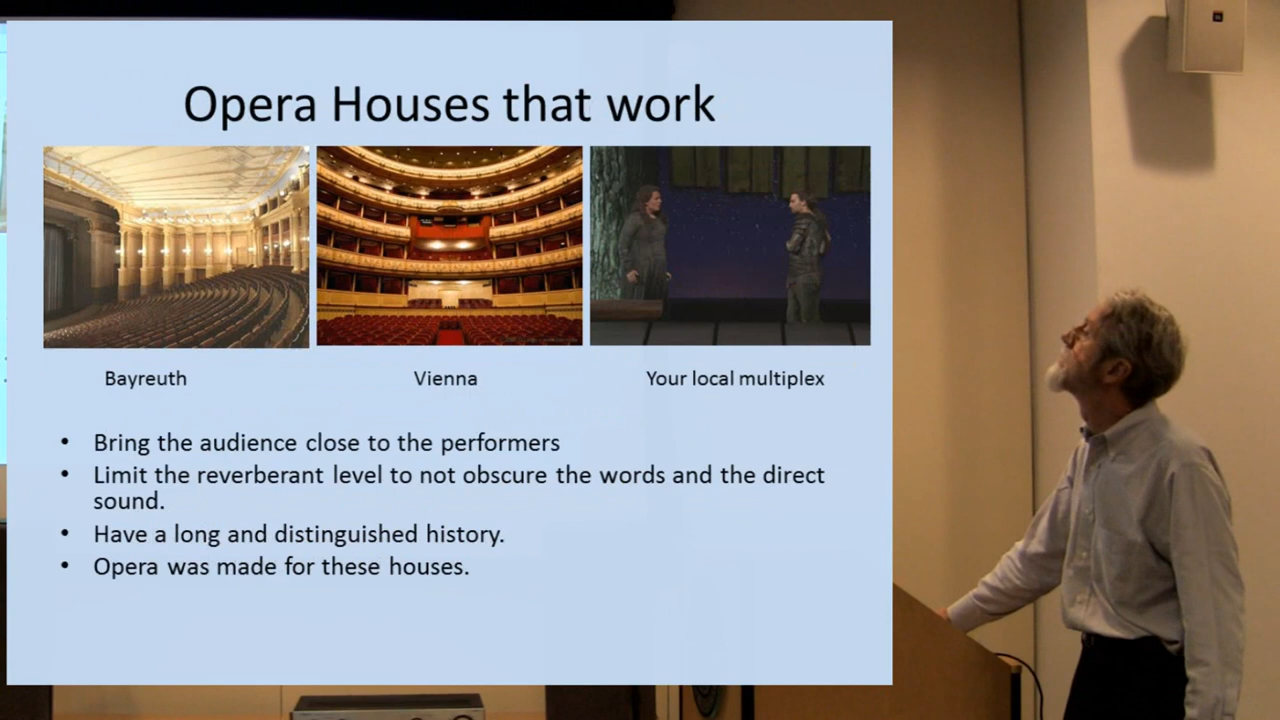 Opera Houses that work
Bayreuth
Vienna
Your local multiplex
• Bring the audience close to the performers
• Limit the reverberant level to not obscure the words and the direct
sound.
• Have a long and distinguished history.
• Opera was made for these houses.